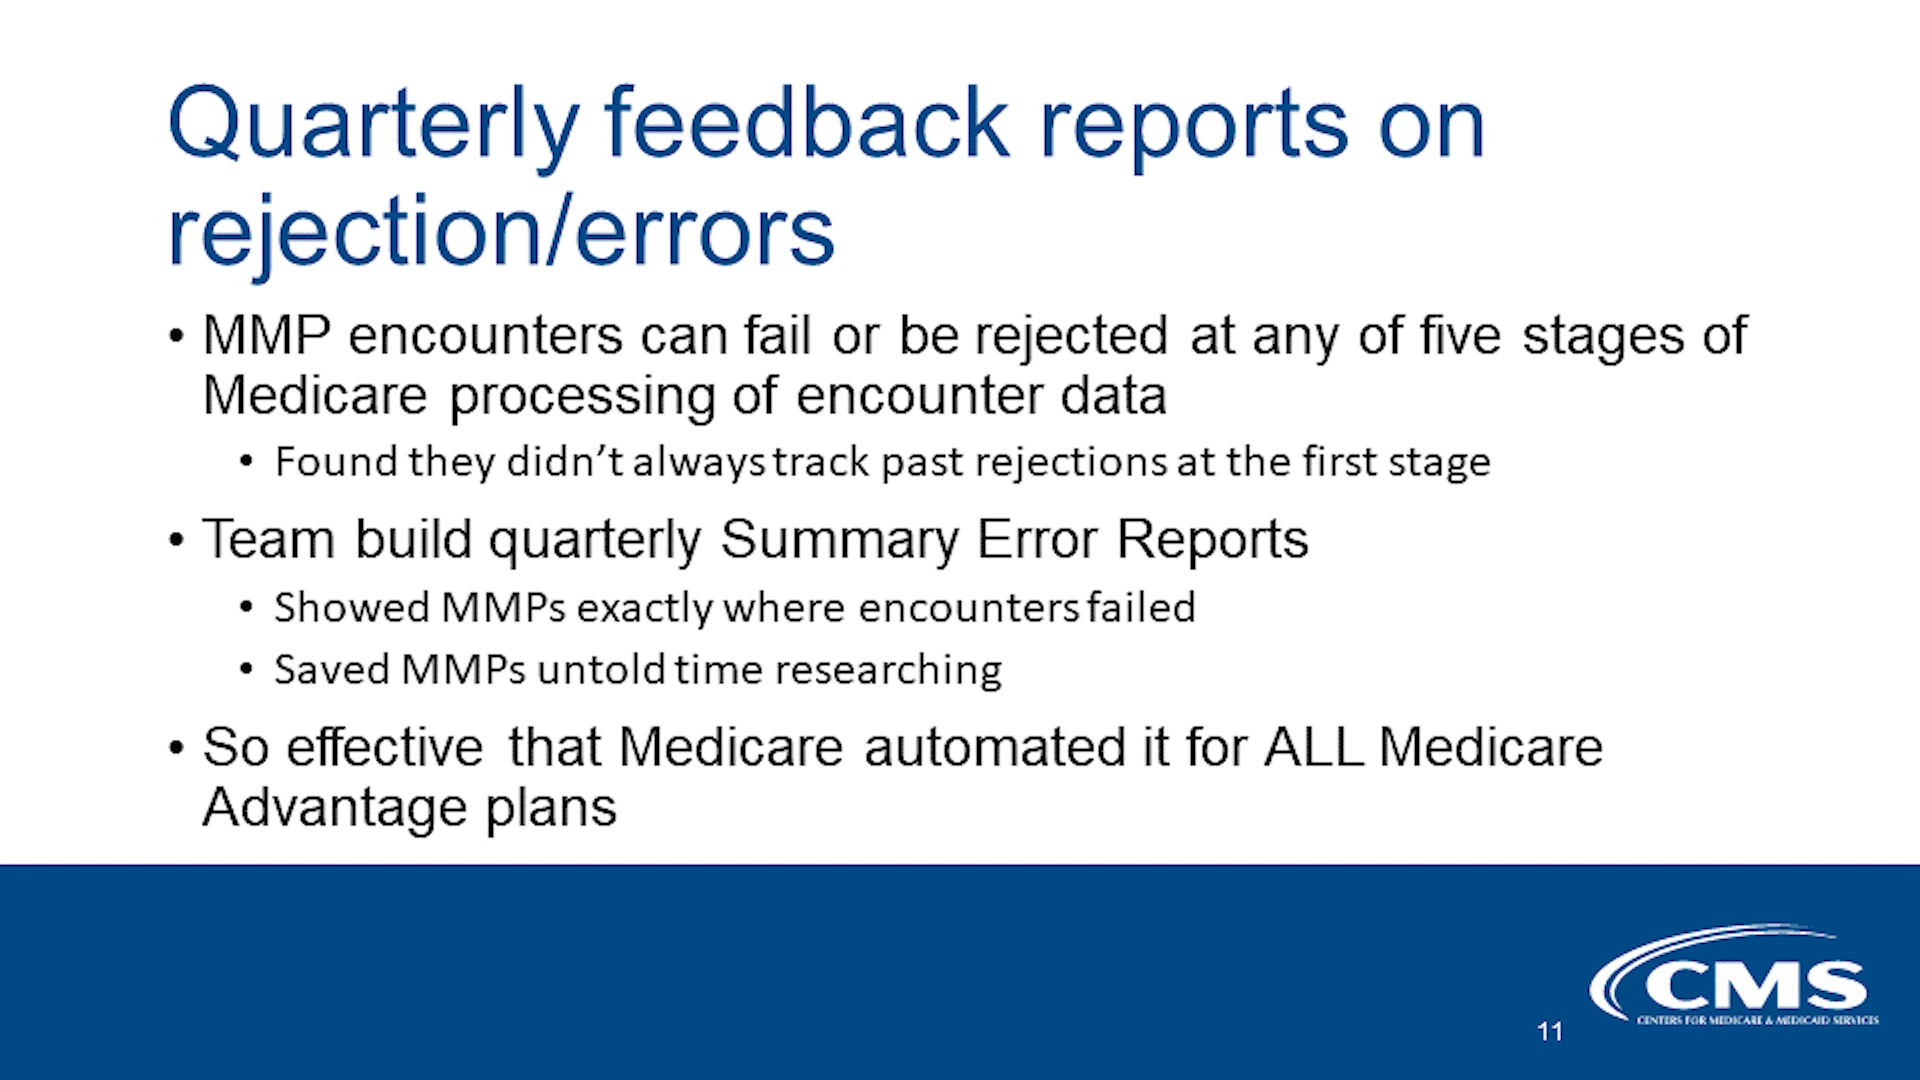 Quarterly feedback reports on
rejection/errors
• MMP encounters can fail or be rejected at any of five stages of
Medicare processing of encounter data
• Found they didn’t always track past rejections at the first stage
• Team build quarterly Summary Error Reports
• Showed MMPs exactly where encounters failed
• Saved MMPs untold time researching
• So effective that Medicare automated it for ALL Medicare
Advantage plans
CMS
CENTERS FOR MEDICARE & MEDICAID SERVICES
11